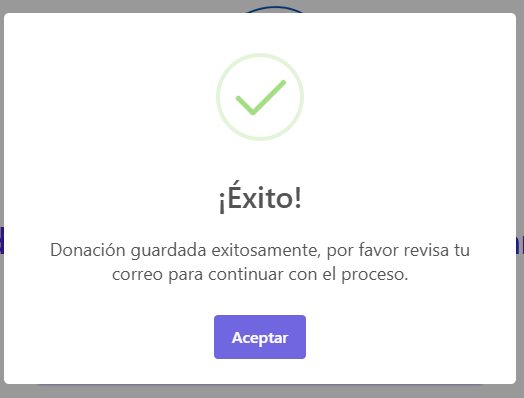 ¡Éxito!
Donación guardada exitosamente, por favor revisa tu
correo para continuar con el proceso.
Aceptar